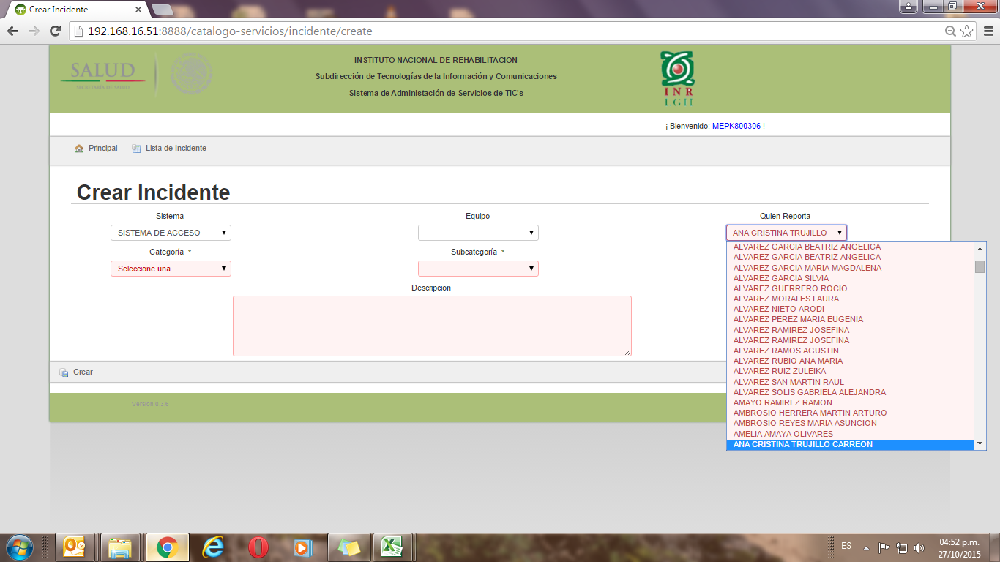 Crear Incidente
192.168.16.51:8888/catalogo-servicios/incidente/create
SALUD
SECRETARÍA DE SALUD
INSTITUTO NACIONAL DE REHABILITACION
Subdirección de Tecnologías de la Información y Comunicaciones
Sistema de Administación de Servicios de TIC's
INR
LGII
¡ Bienvenido: MEPK800306 !
Principal
Lista de Incidente
Crear Incidente
Sistema
Equipo
Quien Reporta
SISTEMA DE ACCESO
ANA CRISTINA TRUJILLO
Categoría *
Subcategoría *
Seleccione una...
Descripcion
ALVAREZ GARCIA BEATRIZ ANGELICA
ALVAREZ GARCIA BEATRIZ ANGELICA
ALVAREZ GARCIA MARIA MAGDALENA
ALVAREZ GARCIA SILVIA
ALVAREZ GUERRERO ROCIO
ALVAREZ MORALES LAURA
ALVAREZ NIETO ARODI
ALVAREZ PEREZ MARIA EUGENIA
ALVAREZ RAMIREZ JOSEFINA
ALVAREZ RAMIREZ JOSEFINA
ALVAREZ RAMOS AGUSTIN
ALVAREZ RUBIO ANA MARIA
ALVAREZ RUIZ ZULEIKA
ALVAREZ SAN MARTIN RAUL
ALVAREZ SOLIS GABRIELA ALEJANDRA
AMAYO RAMIREZ RAMON
AMBROSIO HERRERA MARTIN ARTURO
AMBROSIO REYES MARIA ASUNCION
AMELIA AMAYA OLIVARES
ANA CRISTINA TRUJILLO CARREON
Crear
Versión 0.3.6
ES
04:52 p.m.
27/10/2015